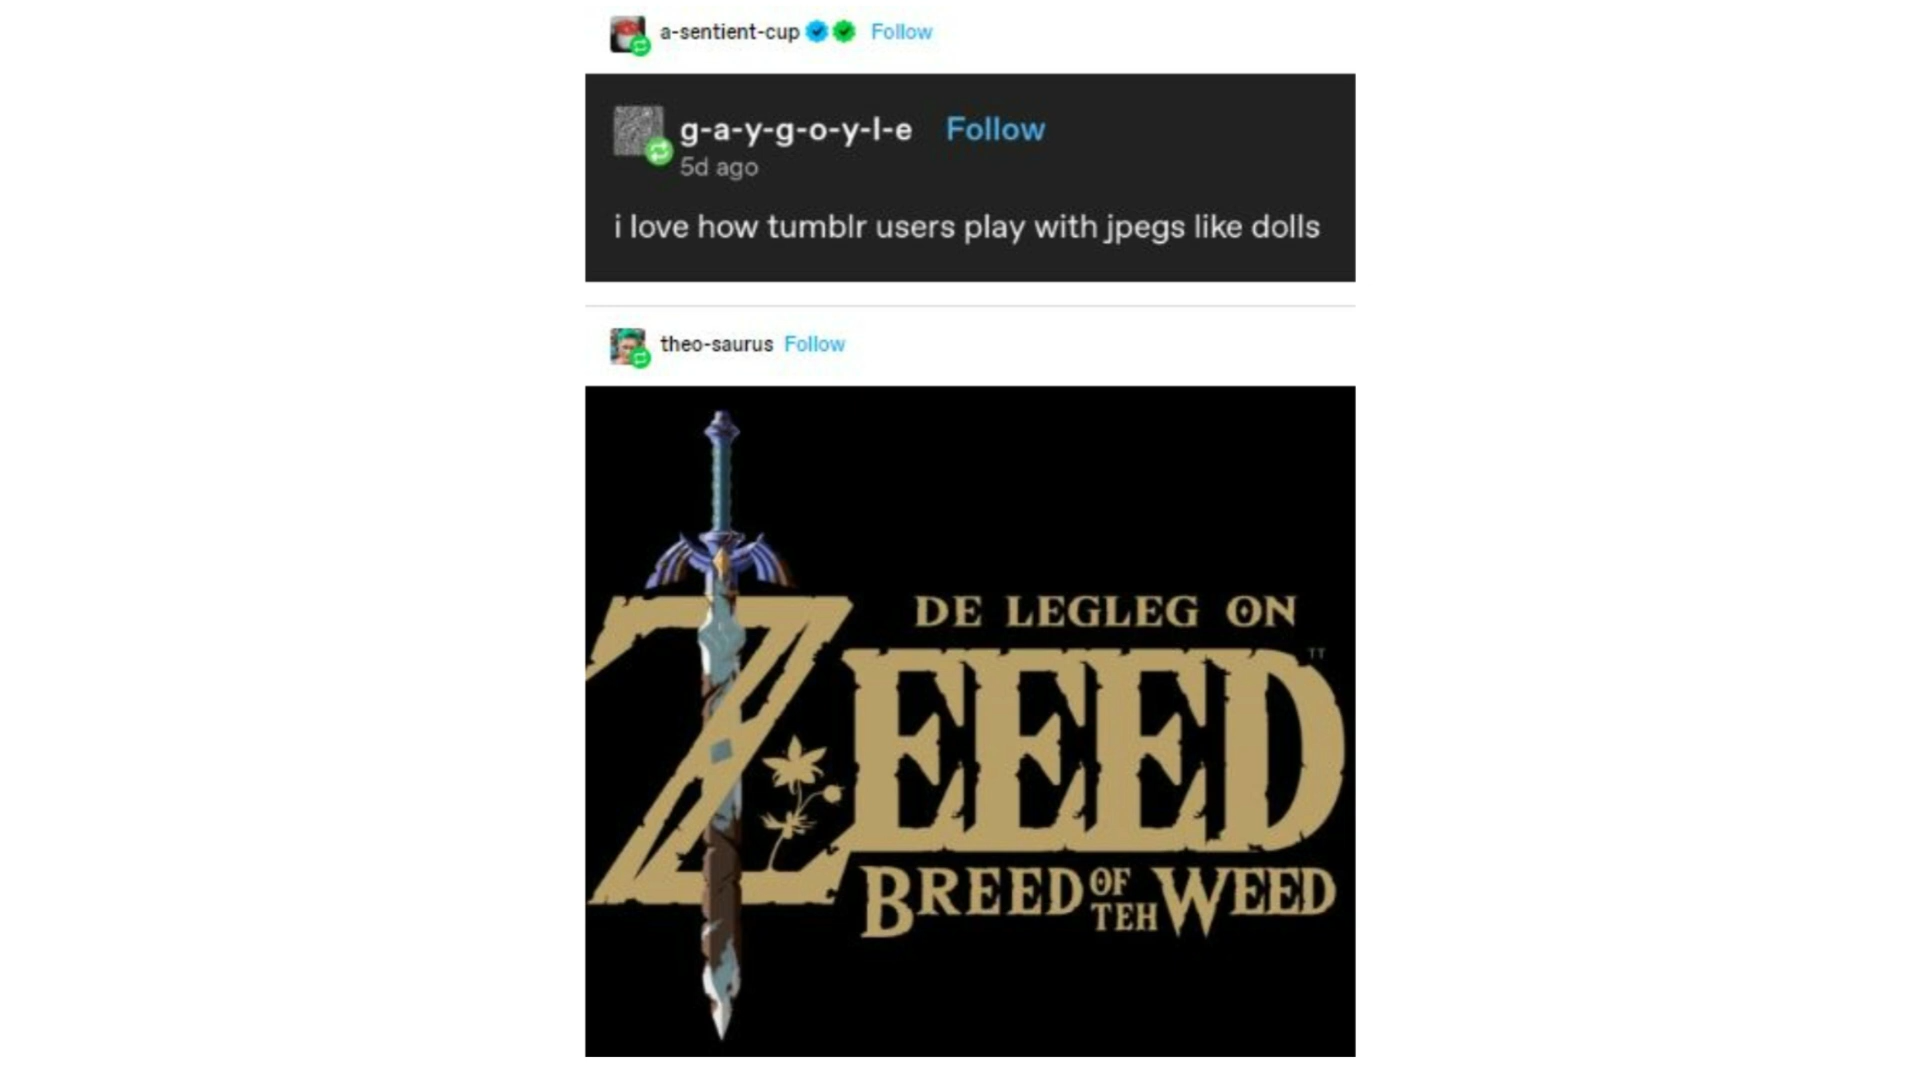 a-sentient-cup Follow
g-a-y-g-o-y-l-e Follow
5d ago
i love how tumblr users play with jpegs like dolls
theo-saurus Follow
DE LEGLEG ON
ZEEED TT
BREED OF TEH WEED